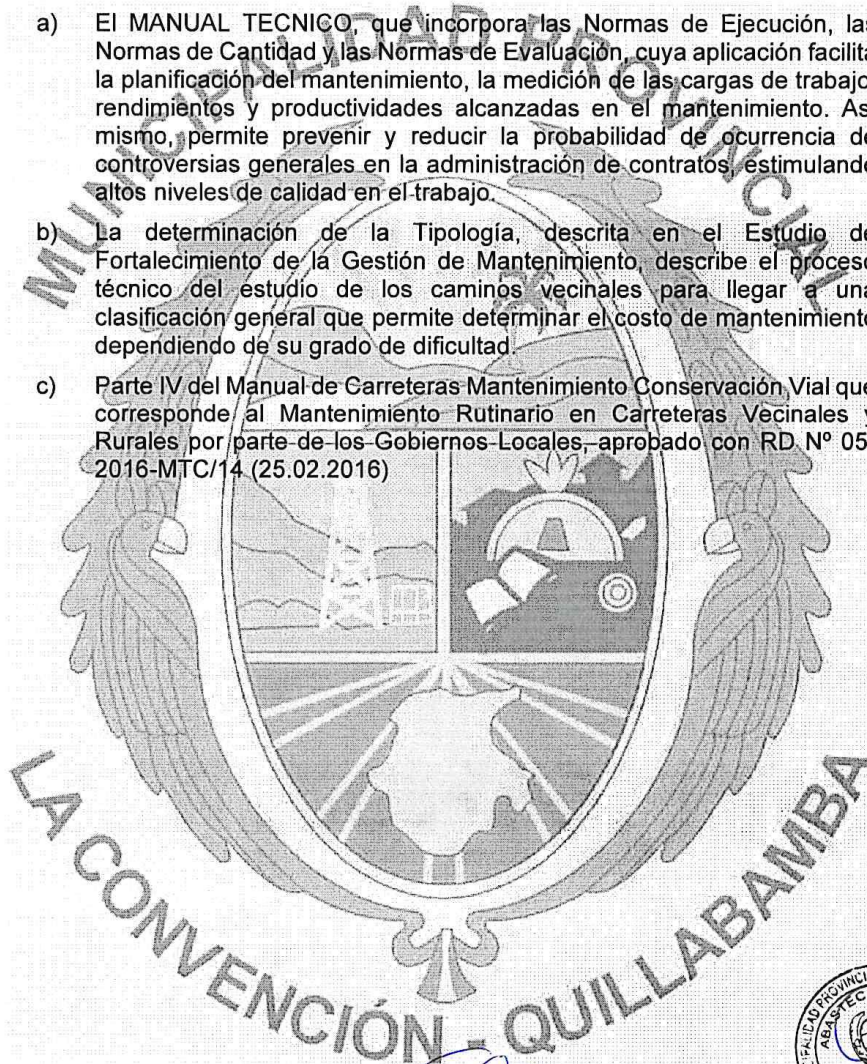 a) El MANUAL TECNICO, que incorpora las Normas de Ejecución, las
Normas de Cantidad y las Normas de Evaluación, cuya aplicación facilita
la planificación del mantenimiento, la medición de las cargas de trabajo,
rendimientos y productividades alcanzadas en el mantenimiento. As
mismo, permite prevenir y reducir la probabilidad de ocurrencia de
controversias generales en la administración de contratos, estimulando
altos niveles de calidad en el trabajo.
b) La determinación de la Tipología, descrita en el Estudio de
Fortalecimiento de la Gestión de Mantenimiento, describe el proceso
técnico del estudio de los caminos vecinales para llegar a una
clasificación general que permite determinar el costo de mantenimiento
dependiendo de su grado de dificultad.
c) Parte IV del Manual de Carreteras Mantenimiento Conservación Vial que
corresponde al Mantenimiento Rutinario en Carreteras Vecinales
Rurales por parte de los Gobiernos Locales, aprobado con RD Nº 05
2016-MTC/14 (25.02.2016)
MUNICIPALIDAD PROVINCIAL
LA CONVENCIÓN - QUILLABAMBA